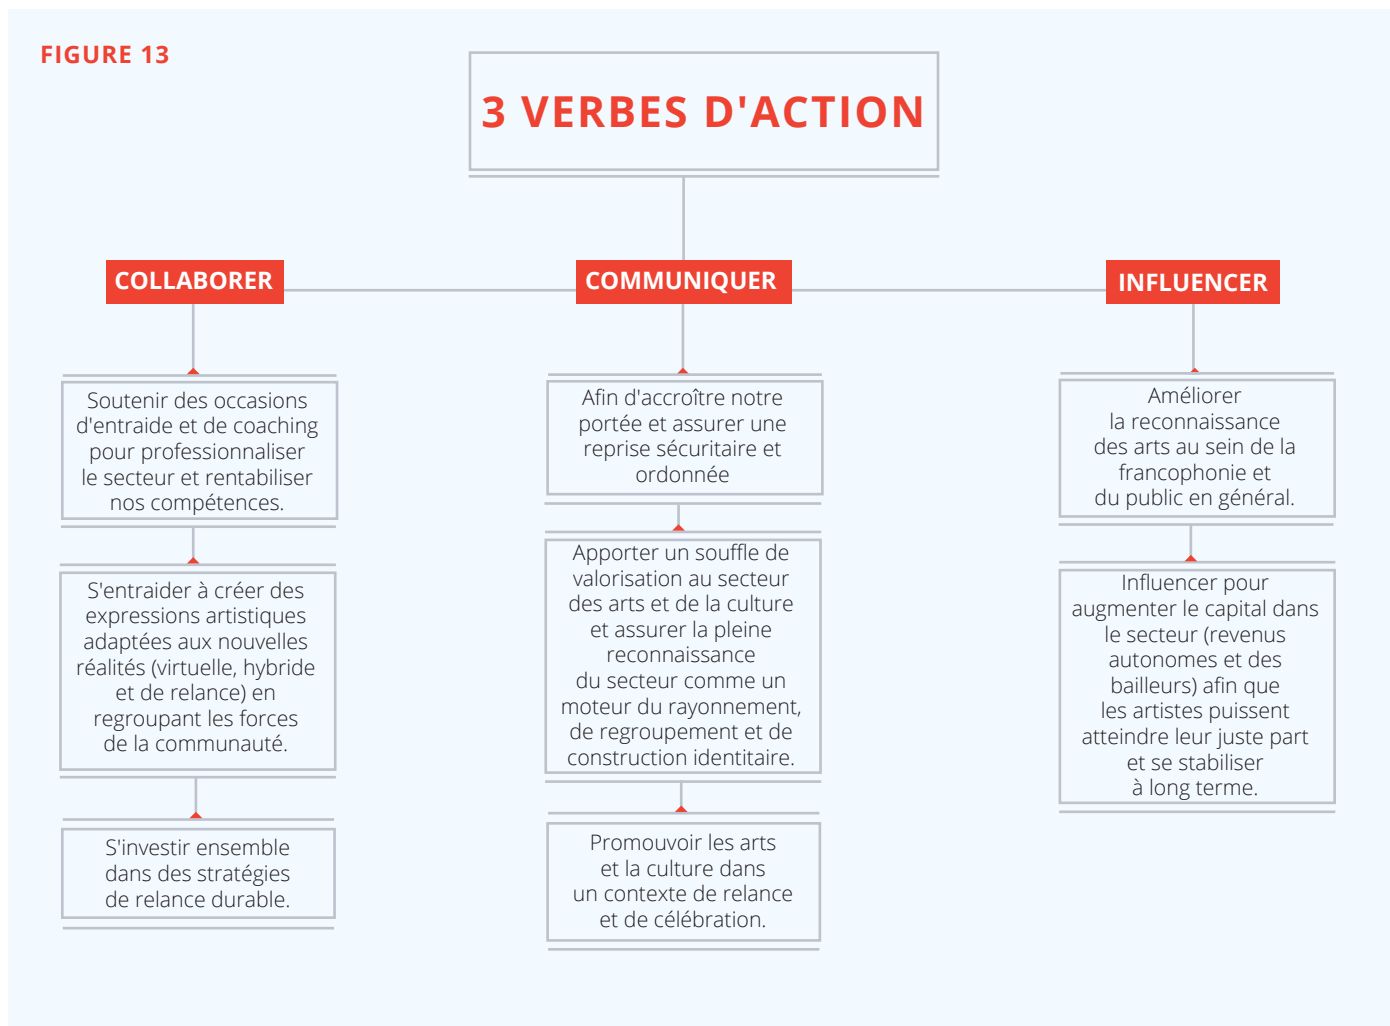 FIGURE 13
3 VERBES D'ACTION
COLLABORER
Soutenir des occasions
d'entraide et de coaching
pour professionnaliser
le secteur et rentabiliser
nos compétences.
S'entraider à créer des
expressions artistiques
adaptées aux nouvelles
réalités (virtuelle, hybride
et de relance) en
regroupant les forces
de la communauté.
S'investir ensemble
dans des stratégies
de relance durable.
COMMUNIQUER
Afin d'accroître notre
portée et assurer une
reprise sécuritaire et
ordonnée
Apporter un souffle de
valorisation au secteur
des arts et de la culture
et assurer la pleine
reconnaissance
du secteur comme un
moteur du rayonnement,
de regroupement et de
construction identitaire.
Promouvoir les arts
et la culture dans
un contexte de relance
et de célébration.
INFLUENCER
Améliorer
la reconnaissance
des arts au sein de la
francophonie et
du public en général.
Influencer pour
augmenter le capital dans
le secteur (revenus
autonomes et des
bailleurs) afin que
les artistes puissent
atteindre leur juste part
et se stabiliser
à long terme.